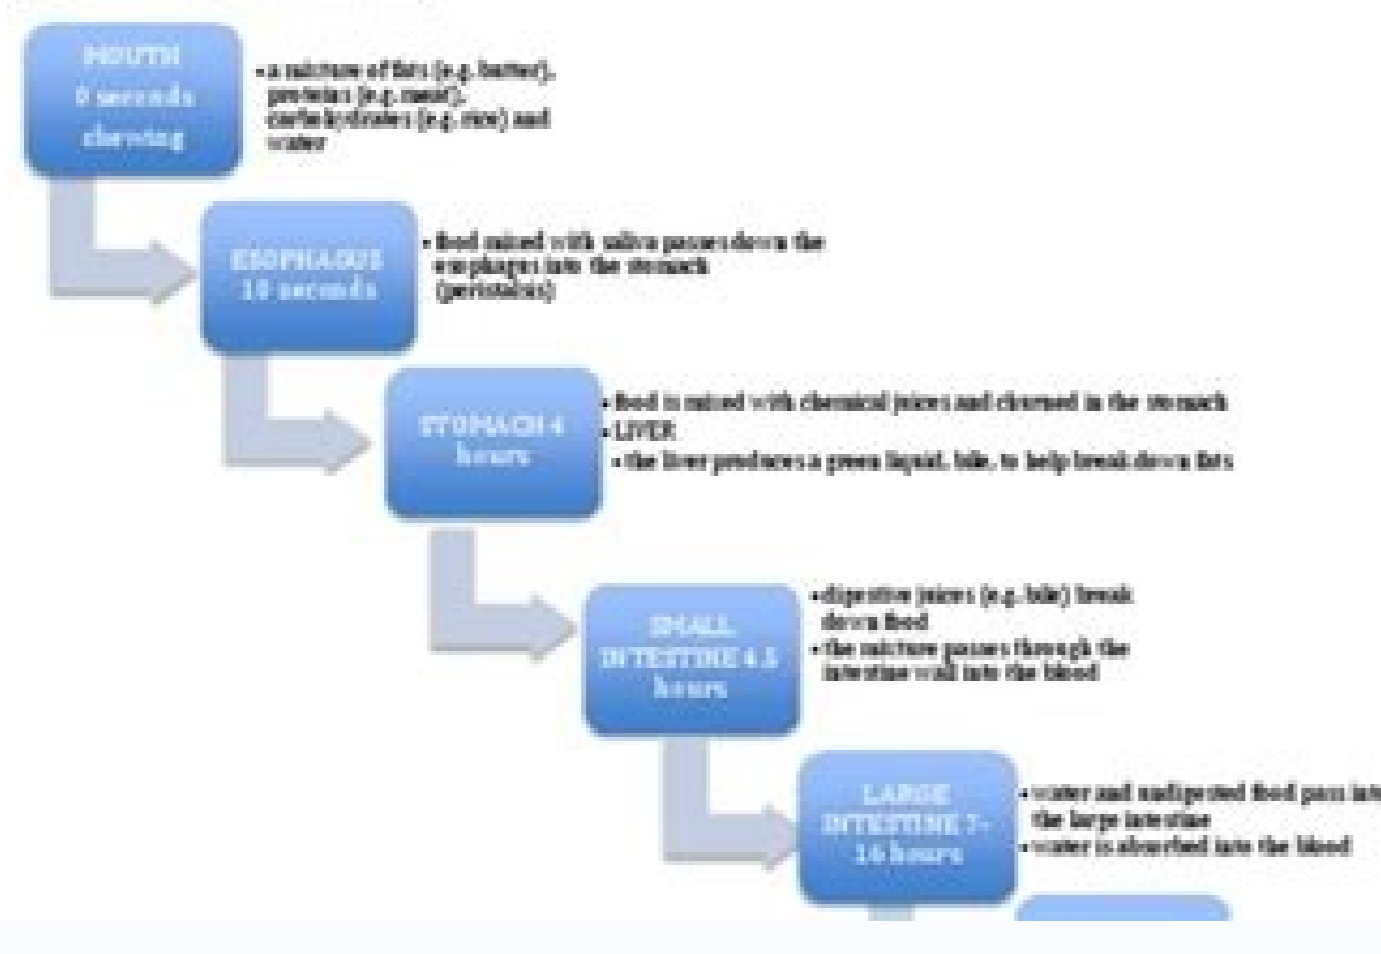 MOUTH
0 seconds
chewing
• a mixture of fats (e.g. butter),
proteins (e.g. meat),
carbohydrates (e.g. rice) and
water
ESOPHAGUS
10 seconds
• food mixed with saliva passes down the
esophagus into the stomach
(peristalsis)
STOMACH 4
hours
• food is mixed with chemical juices and churned in the stomach
• LIVER
• the liver produces a green liquid, bile, to help break down fats
SMALL
INTESTINE 4.5
hours
• digestive juices (e.g. bile) break
down food
• the mixture passes through the
intestine wall into the blood
LARGE
INTESTINE 7-
16 hours
• water and undigested food pass into
the large intestine
• water is absorbed into the blood